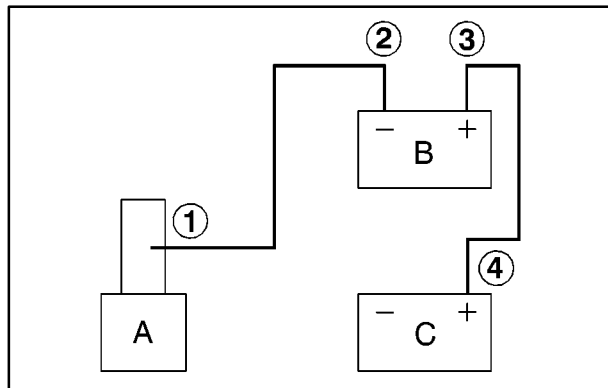 ② ③
− +
B
①
④
− +
A C